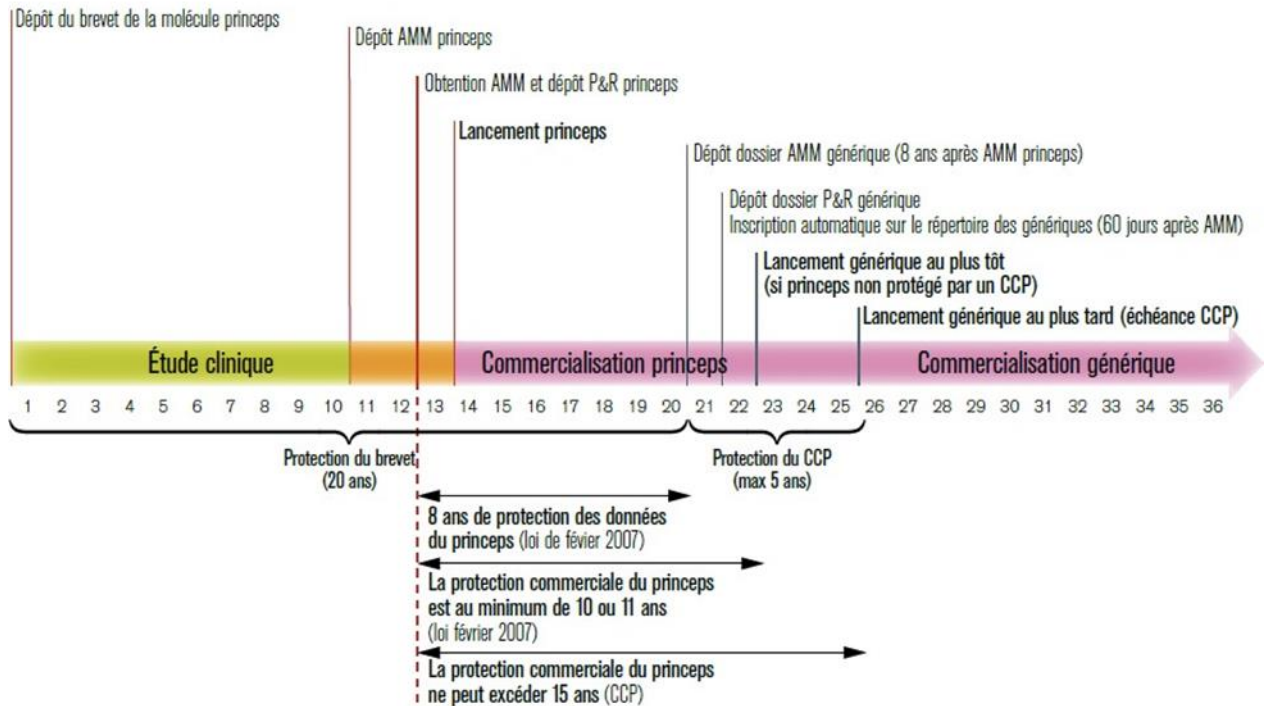 Dépôt du brevet de la molécule princeps
Dépôt AMM princeps
Obtention AMM et dépôt P&R princeps
Lancement princeps
Dépôt dossier AMM générique (8 ans après AMM princeps)
Dépôt dossier P&R générique
Inscription automatique sur le répertoire des génériques (60 jours après AMM)
Lancement générique au plus tôt
(si princeps non protégé par un CCP)
Lancement générique au plus tard (échéance CCP)
Étude clinique
Commercialisation princeps
Commercialisation générique
1 2 3 4 5 6 7 8 9 10 11 12 13 14 15 16 17 18 19 20 21 22 23 24 25 26 27 28 29 30 31 32 33 34 35 36
Protection du brevet
(20 ans)
Protection du CCP
(max 5 ans)
8 ans de protection des données
du princeps (loi de févier 2007)
La protection commerciale du princeps
est au minimum de 10 ou 11 ans
(loi février 2007)
La protection commerciale du princeps
ne peut excéder 15 ans (CCP)